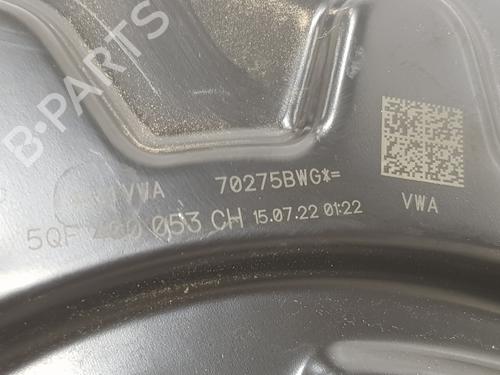 B-PARTS
VWA 70275BWG*=
5QF 053 CH 15.07.22 01:22
VWA